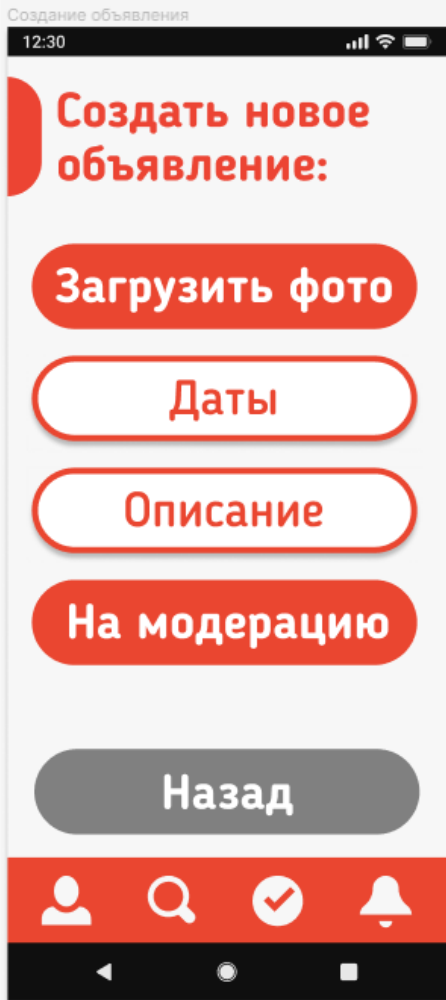 Создание объявления
12:30
Создать новое
объявление:
Загрузить фото
Даты
Описание
На модерацию
Назад